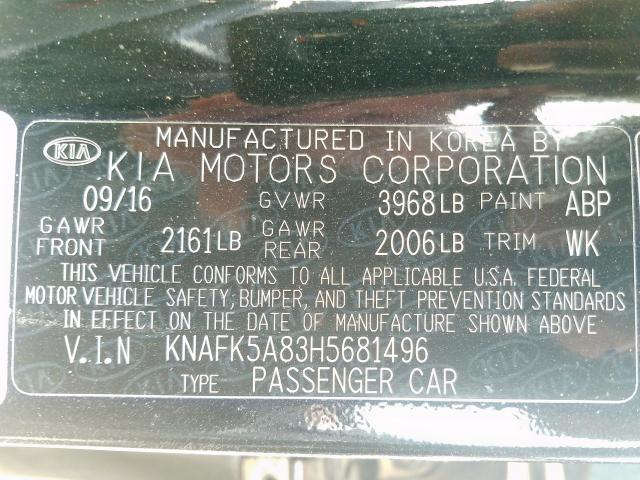 MANUFACTURED IN KOREA BY
KIA KIA MOTORS CORPORATION
09/16 GVWR 3968LB PAINT ABP
GAWR FRONT 2161LB GAWR REAR 2006LB TRIM WK
THIS VEHICLE CONFORMS TO ALL APPLICABLE U.S.A. FEDERAL
MOTOR VEHICLE SAFETY, BUMPER, AND THEFT PREVENTION STANDARDS
IN EFFECT ON THE DATE OF MANUFACTURE SHOWN ABOVE
V.I.N KNAFK5A83H5681496
TYPE PASSENGER CAR